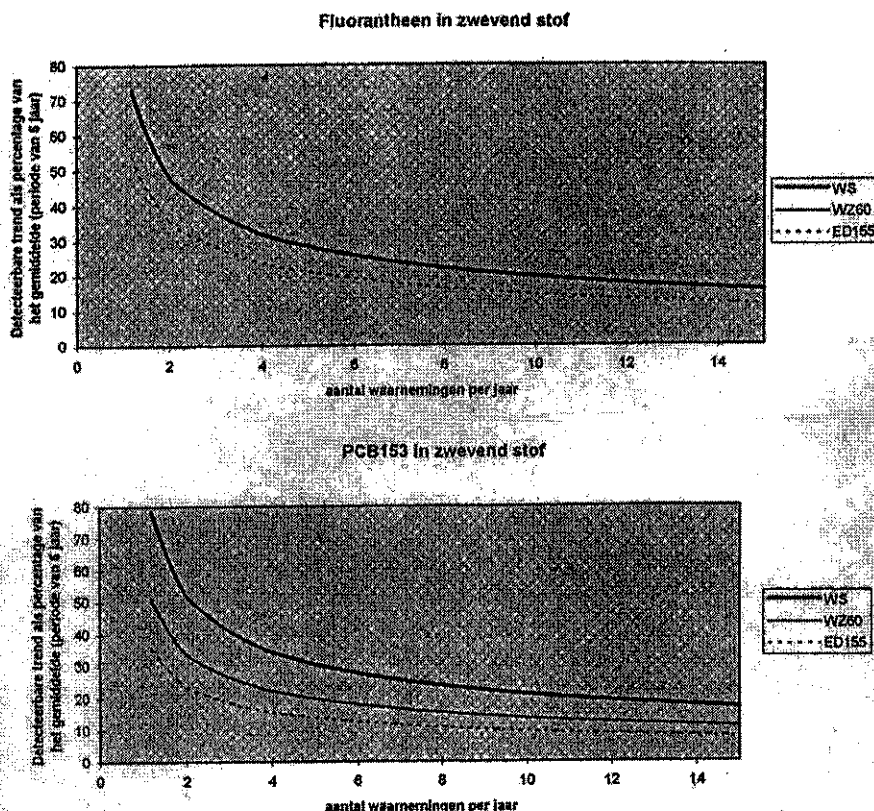 Fluorantheen in zwevend stof
Detecteerbare trend als percentage van
het gemiddelde (periode van 6 jaar)
80
70
60
50
40
30
20
10
0
0 2 4 6 8 10 12 14
aantal waarnemingen per jaar
WS
WZ60
ED155
PCB153 in zwevend stof
Detecteerbare trend als percentage van
het gemiddelde (periode van 6 jaar)
80
70
60
50
40
30
20
10
0
0 2 4 6 8 10 12 14
aantal waarnemingen per jaar
WS
WZ60
ED155